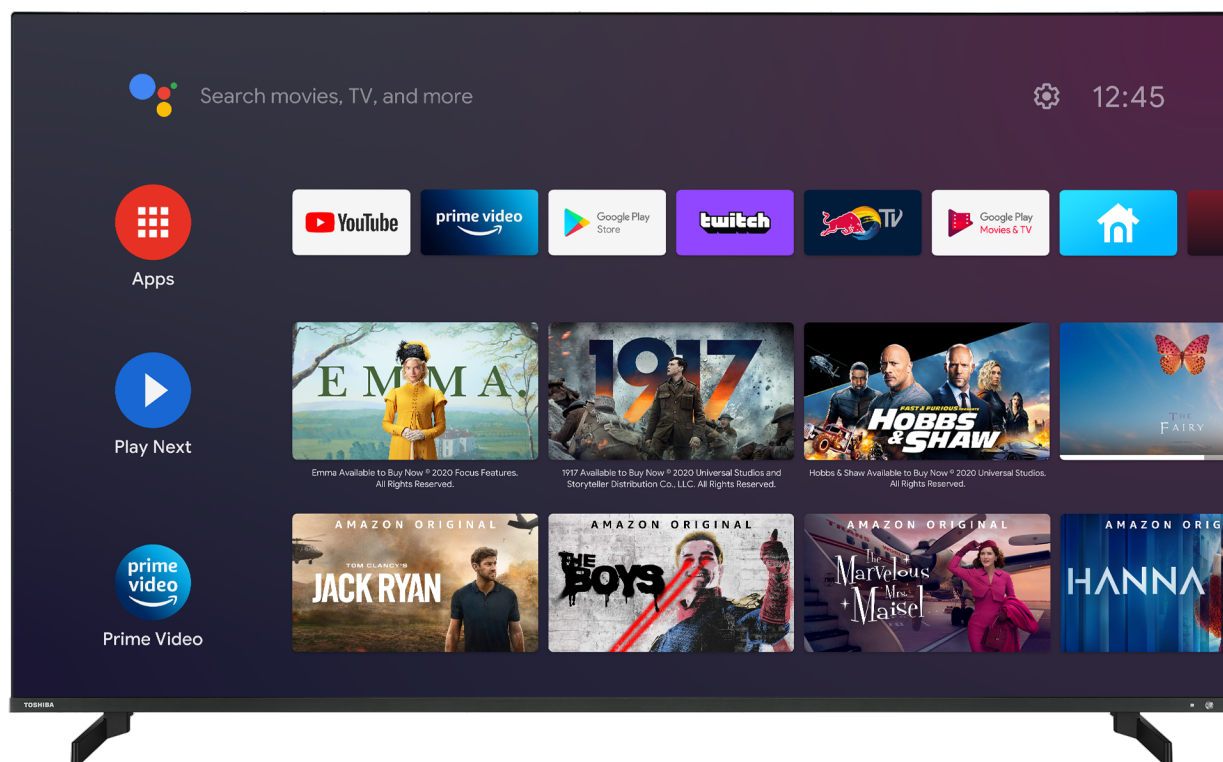 Search movies, TV, and more
12:45
Apps
YouTube
prime video
Google Play
Store
twitch
TV
Google Play
Movies & TV
Play Next
EMMA.
1917
FAST & FURIOUS PRESENTS
HOBBS
& SHAW
THE
FAIRY
Emma Available to Buy Now © 2020 Focus Features.
All Rights Reserved.
1917 Available to Buy Now © 2020 Universal Studios and
Storyteller Distribution Co., LLC. All Rights Reserved.
Hobbs & Shaw Available to Buy Now © 2020 Universal Studios.
All Rights Reserved.
prime
video
Prime Video
AMAZON ORIGINAL
TOM CLANCY'S
JACK RYAN
AMAZON ORIGINAL
THE
BOYS
AMAZON ORIGINAL
The
Marvelous
Mrs.
Maisel
AMAZON ORIG
HANNA
TOSHIBA